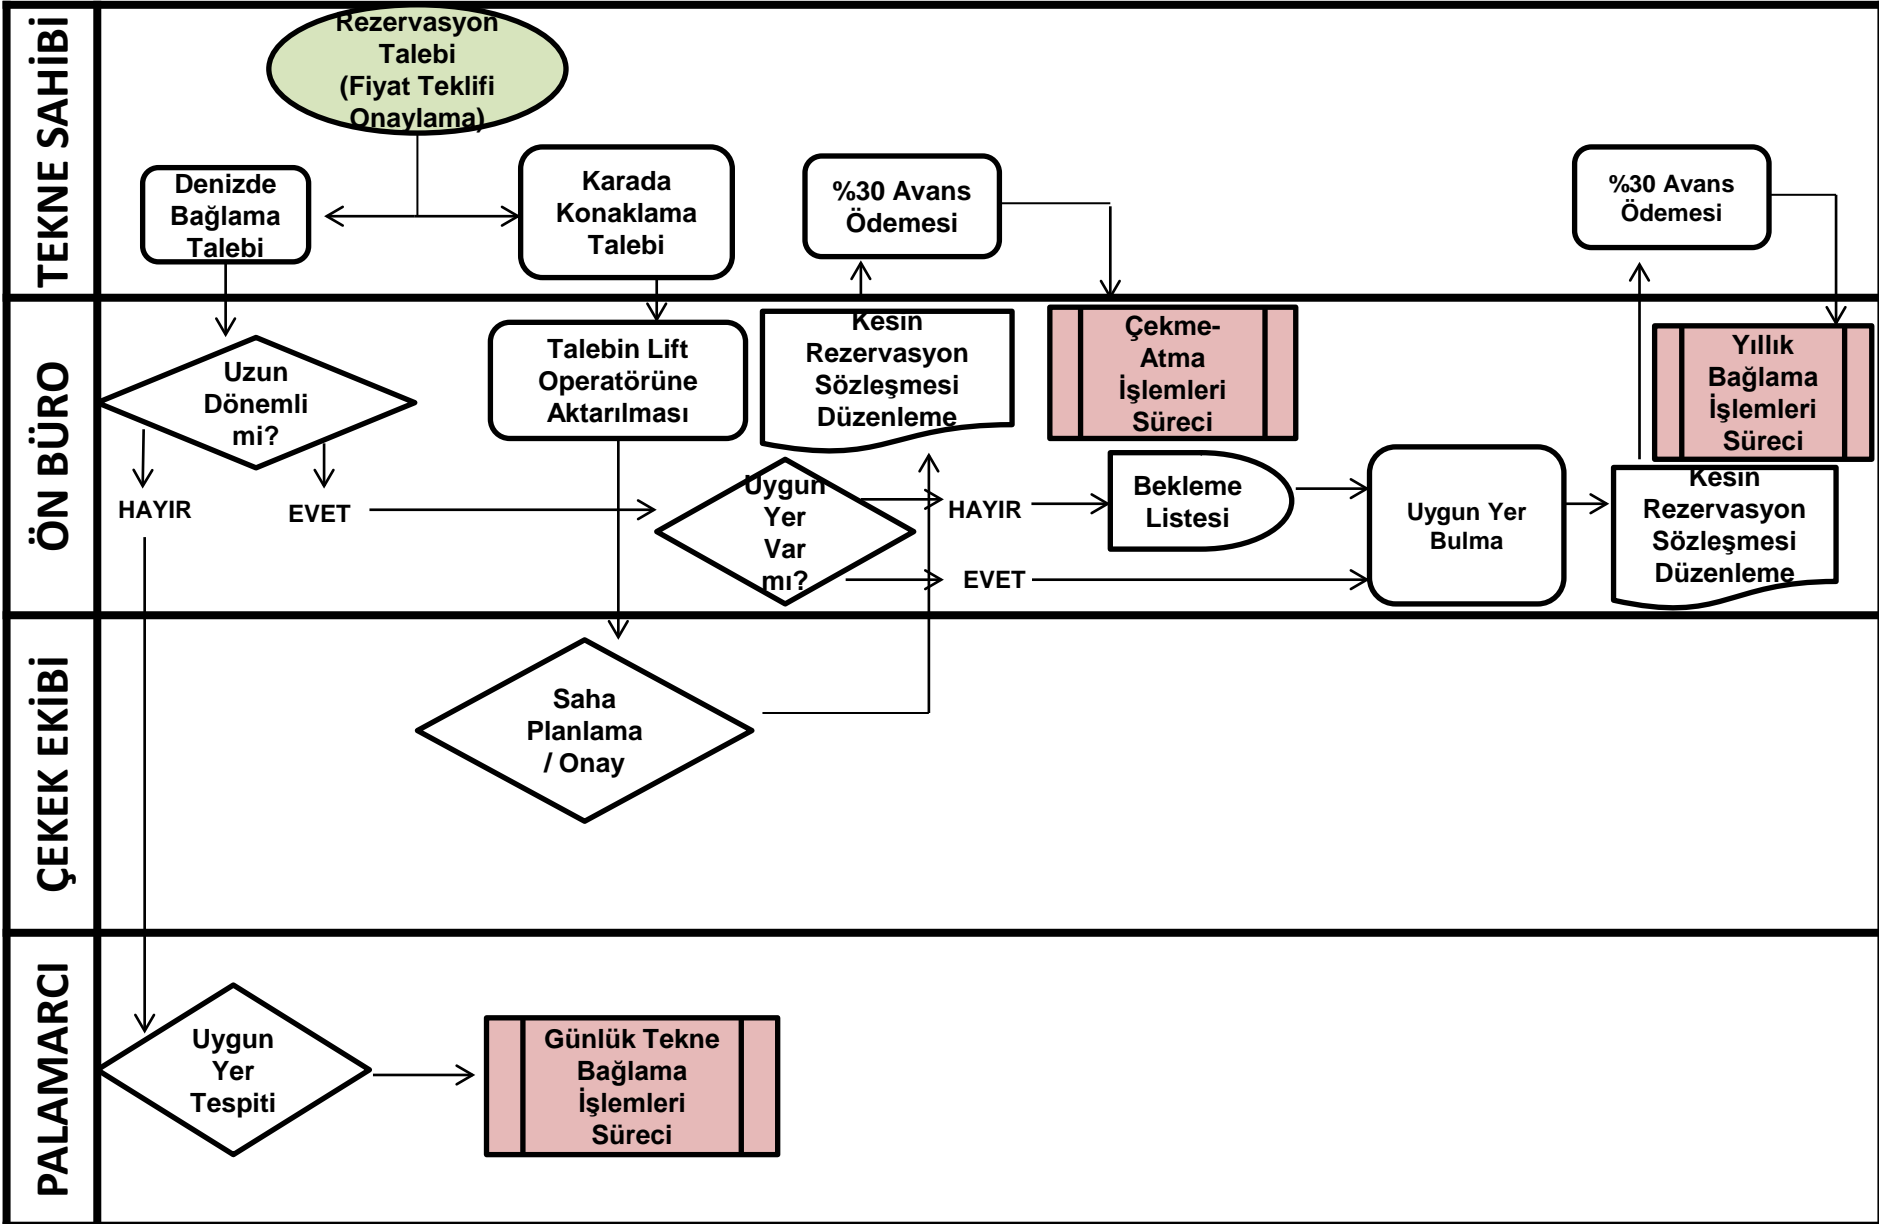 TEKNE SAHİBİ
Rezervasyon
Talebi
(Fiyat Teklifi
Onaylama)
Denizde
Bağlama
Talebi
Karada
Konaklama
Talebi
%30 Avans
Ödemesi
%30 Avans
Ödemesi
ÖN BÜRO
Uzun
Dönemli
mi?
HAYIR
EVET
Talebin Lift
Operatörüne
Aktarılması
Kesin
Rezervasyon
Sözleşmesi
Düzenleme
Çekme-
Atma
İşlemleri
Süreci
Uygun
Yer
Var
mı?
HAYIR
EVET
Bekleme
Listesi
Uygun Yer
Bulma
Kesin
Rezervasyon
Sözleşmesi
Düzenleme
Yıllık
Bağlama
İşlemleri
Süreci
ÇEKEK EKİBİ
Saha
Planlama
/ Onay
PALAMARCI
Uygun
Yer
Tespiti
Günlük Tekne
Bağlama
İşlemleri
Süreci